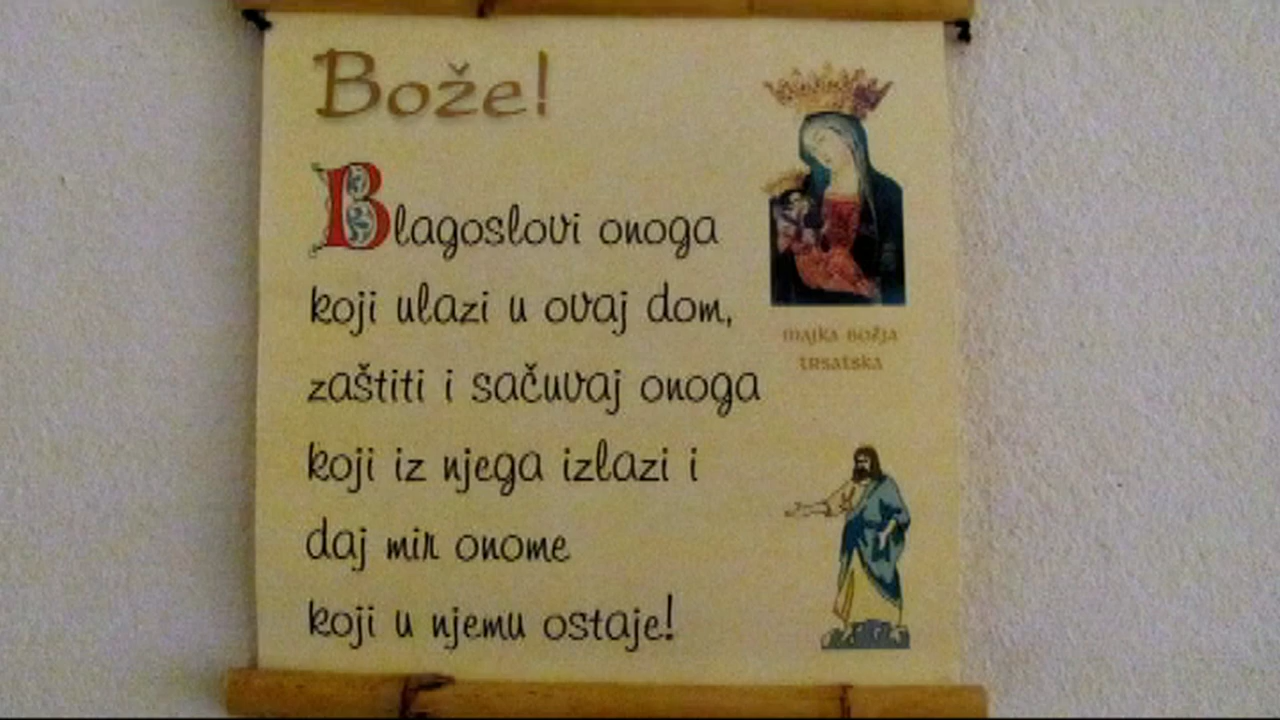 Bože!
Blagoslovi onoga
koji ulazi u ovaj dom,
zaštiti i sačuvaj onoga
koji iz njega izlazi i
daj mir onome
koji u njemu ostaje!
majka božja
trsatska